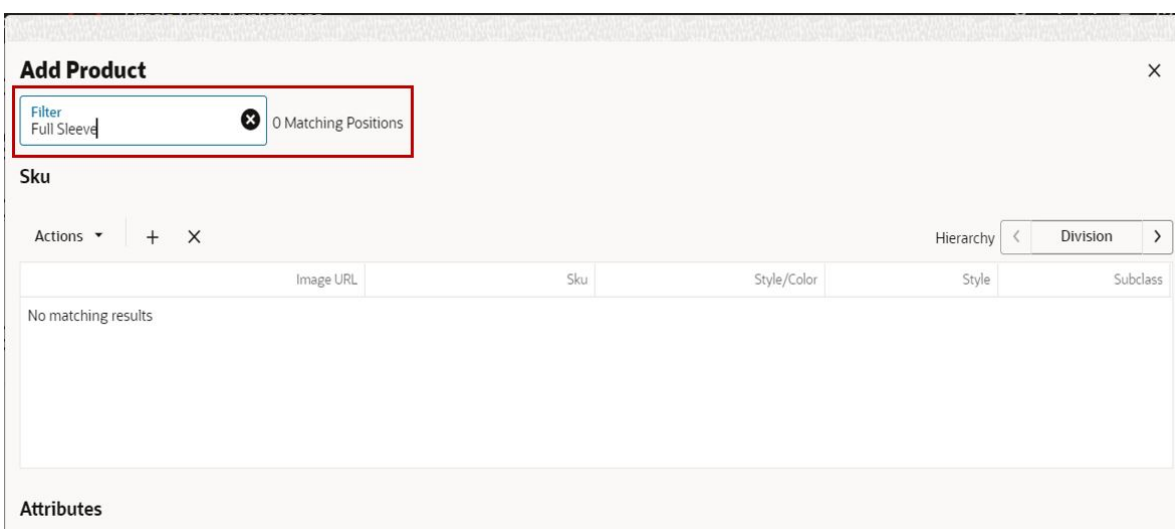 Add Product
Filter
Full Sleeve
0 Matching Positions
Sku
Actions
Hierarchy
Division
Image URL
Sku
Style/Color
Style
Subclass
No matching results
Attributes